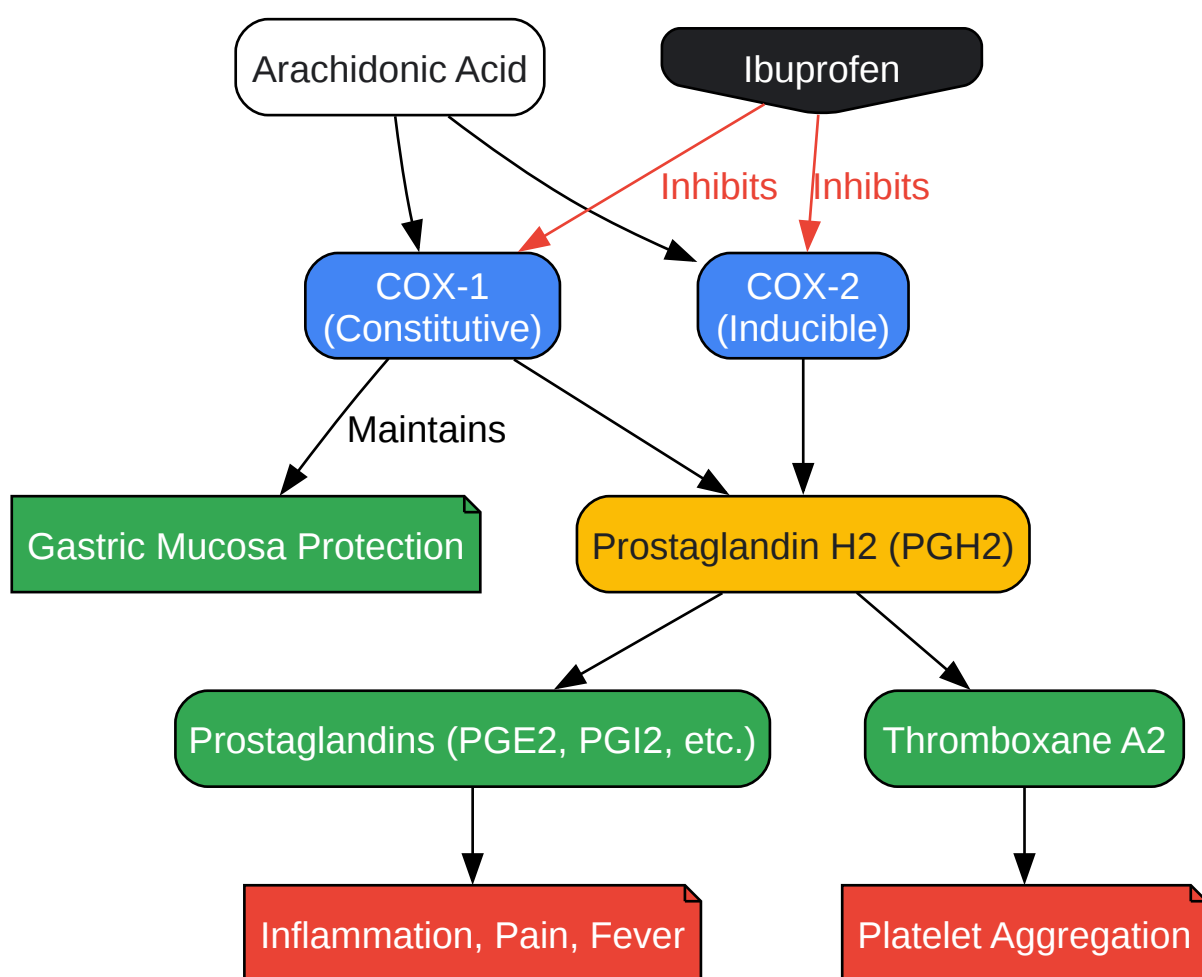 Arachidonic Acid
Ibuprofen
Inhibits
Inhibits
COX-1
(Constitutive)
COX-2
(Inducible)
Maintains
Gastric Mucosa Protection
Prostaglandin H2 (PGH2)
Prostaglandins (PGE2, PGI2, etc.)
Thromboxane A2
Inflammation, Pain, Fever
Platelet Aggregation